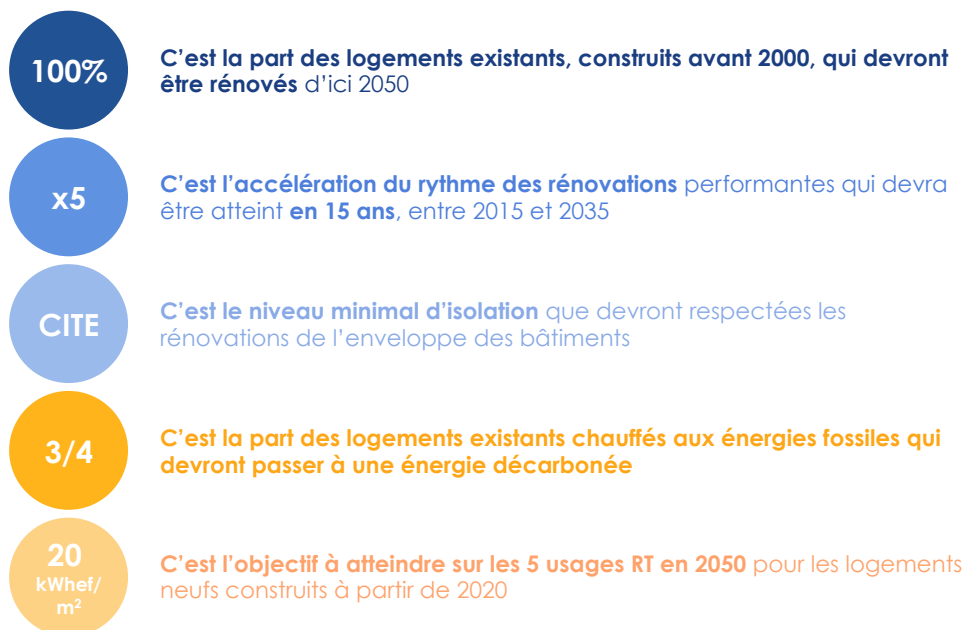 100%
C'est la part des logements existants, construits avant 2000, qui devront
être rénovés d'ici 2050
x5
C'est l'accélération du rythme des rénovations performantes qui devra
être atteint en 15 ans, entre 2015 et 2035
CITE
C'est le niveau minimal d'isolation que devront respectées les
rénovations de l'enveloppe des bâtiments
3/4
C'est la part des logements existants chauffés aux énergies fossiles qui
devront passer à une énergie décarbonée
20
kWhef/
m²
C'est l'objectif à atteindre sur les 5 usages RT en 2050 pour les logements
neufs construits à partir de 2020